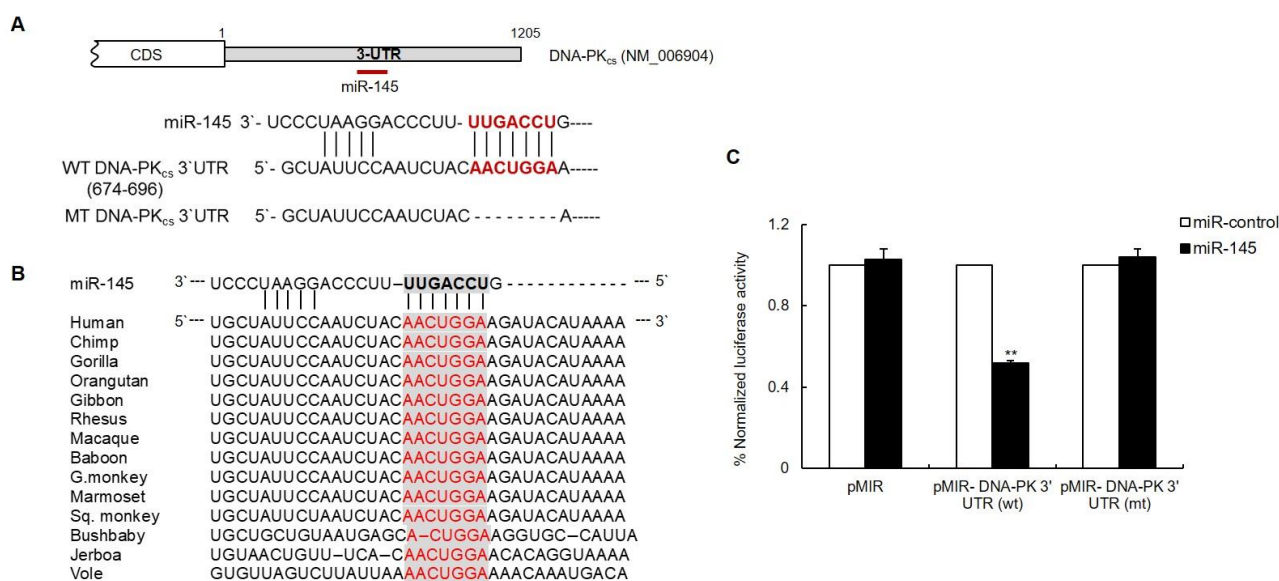 A
1 1205
CDS 3-UTR DNA-PKcs (NM_006904)
miR-145
miR-145 3`- UCCCUAAGGACCCUU- UUGACCUG----
WT DNA-PKcs 3`UTR 5`- GCUAUUCCAAUCUACAACUGGAA-----
(674-696)
MT DNA-PKcs 3`UTR 5`- GCUAUUCCAAUCUAC- - - - - - - -A-----
B
miR-145 3` --- UCCCUAAGGACCCUU–UUGACCUG- - - - - - - - - - - - - --- 5`
Human 5`--- UGCUAUUCCAAUCUACAACUGGAAGAUACAUAAAA --- 3`
Chimp UGCUAUUCCAAUCUACAACUGGAAGAUACAUAAAA
Gorilla UGCUAUUCCAAUCUACAACUGGAAGAUACAUAAAA
Orangutan UGCUAUUCCAAUCUACAACUGGAAGAUACAUAAAA
Gibbon UGCUAUUCCAAUCUACAACUGGAAGAUACAUAAAA
Rhesus UGCUAUUCCAAUCUACAACUGGAAGAUACAUAAAA
Macaque UGCUAUUCCAAUCUACAACUGGAAGAUACAUAAAA
Baboon UGCUAUUCCAAUCUACAACUGGAAGAUACAUAAAA
G.monkey UGCUAUUCCAAUCUACAACUGGAAGAUACAUAAAA
Marmoset UGCUAUUCCAAUCUACAACUGGAAGAUACAUAAAA
Sq. monkey UGCUAUUCUAAUCUACAACUGGAAGAUACAUAAAA
Bushbaby UGCUGCUGUAAUGAGCA–CUGGAAGGUGC–CAUUA
Jerboa UGUAACUGUU–UCA–CAACUGGAACACAGGUAAAA
Vole GUGUUAGUCUUAUUAAAACUGGAAAACAAAUGACA
C
miR-control
miR-145
% Normalized luciferase activity
1.2
0.8
0.4
0
**
pMIR
pMIR- DNA-PK 3'
UTR (wt)
pMIR- DNA-PK 3'
UTR (mt)